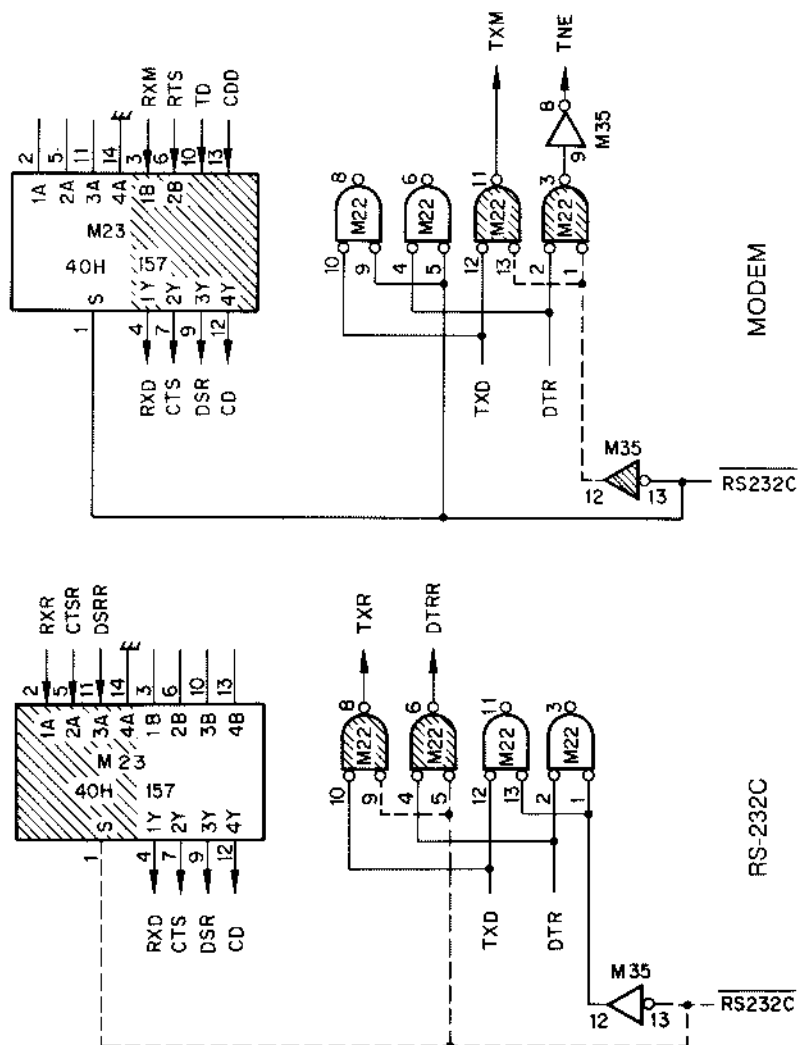 RXM
RTS
TD
CDD
2
5
11
14
3
6
10
13
1A
2A
3A
4A
1B
2B
M23
40H 157
S
1Y
2Y
3Y
4Y
1
4
7
9
12
RXD
CTS
DSR
CD
TXM
TNE
8
M35
9
8
6
11
3
M22
M22
M22
M22
10
9
4
5
12
13
2
1
TXD
DTR
M35
12
13
RS232C
MODEM
RXR
CTSR
DSRR
2
5
11
14
3
6
10
13
1A
2A
3A
4A
1B
2B
3B
4B
M23
40H 157
S
1Y
2Y
3Y
4Y
1
4
7
9
12
RXD
CTS
DSR
CD
TXR
DTRR
8
6
11
3
M22
M22
M22
M22
10
9
4
5
12
13
2
1
TXD
DTR
M35
12
13
RS232C
RS-232C